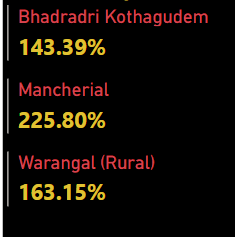 Bhadradri Kothagudem
143.39%
Mancherial
225.80%
Warangal (Rural)
163.15%